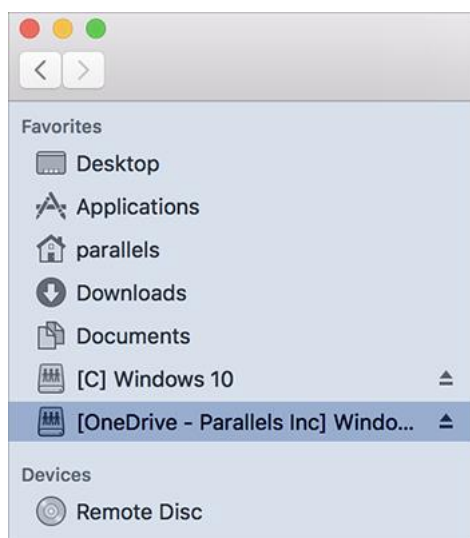 Favorites
Desktop
Applications
parallels
Downloads
Documents
[C] Windows 10
[OneDrive - Parallels Inc] Windo...
Devices
Remote Disc